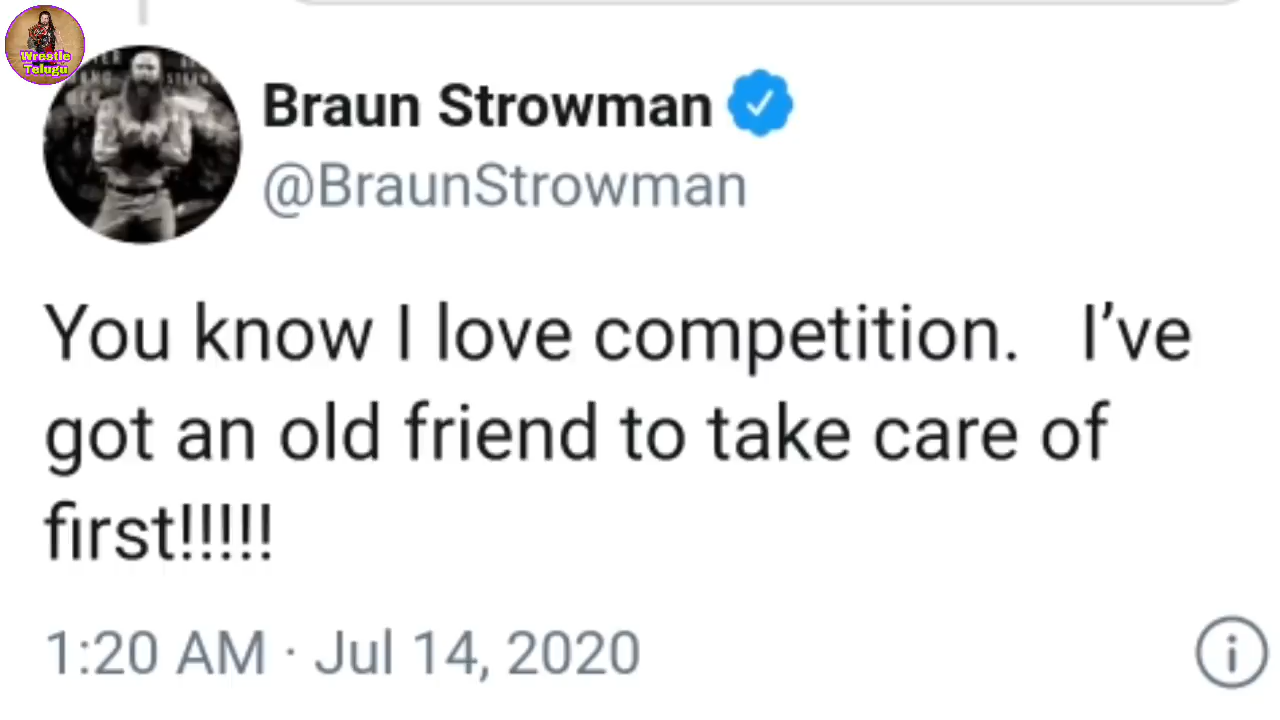 Wrestle
Telugu
Braun Strowman
@BraunStrowman
You know I love competition.   I’ve
got an old friend to take care of
first!!!!!
1:20 AM · Jul 14, 2020